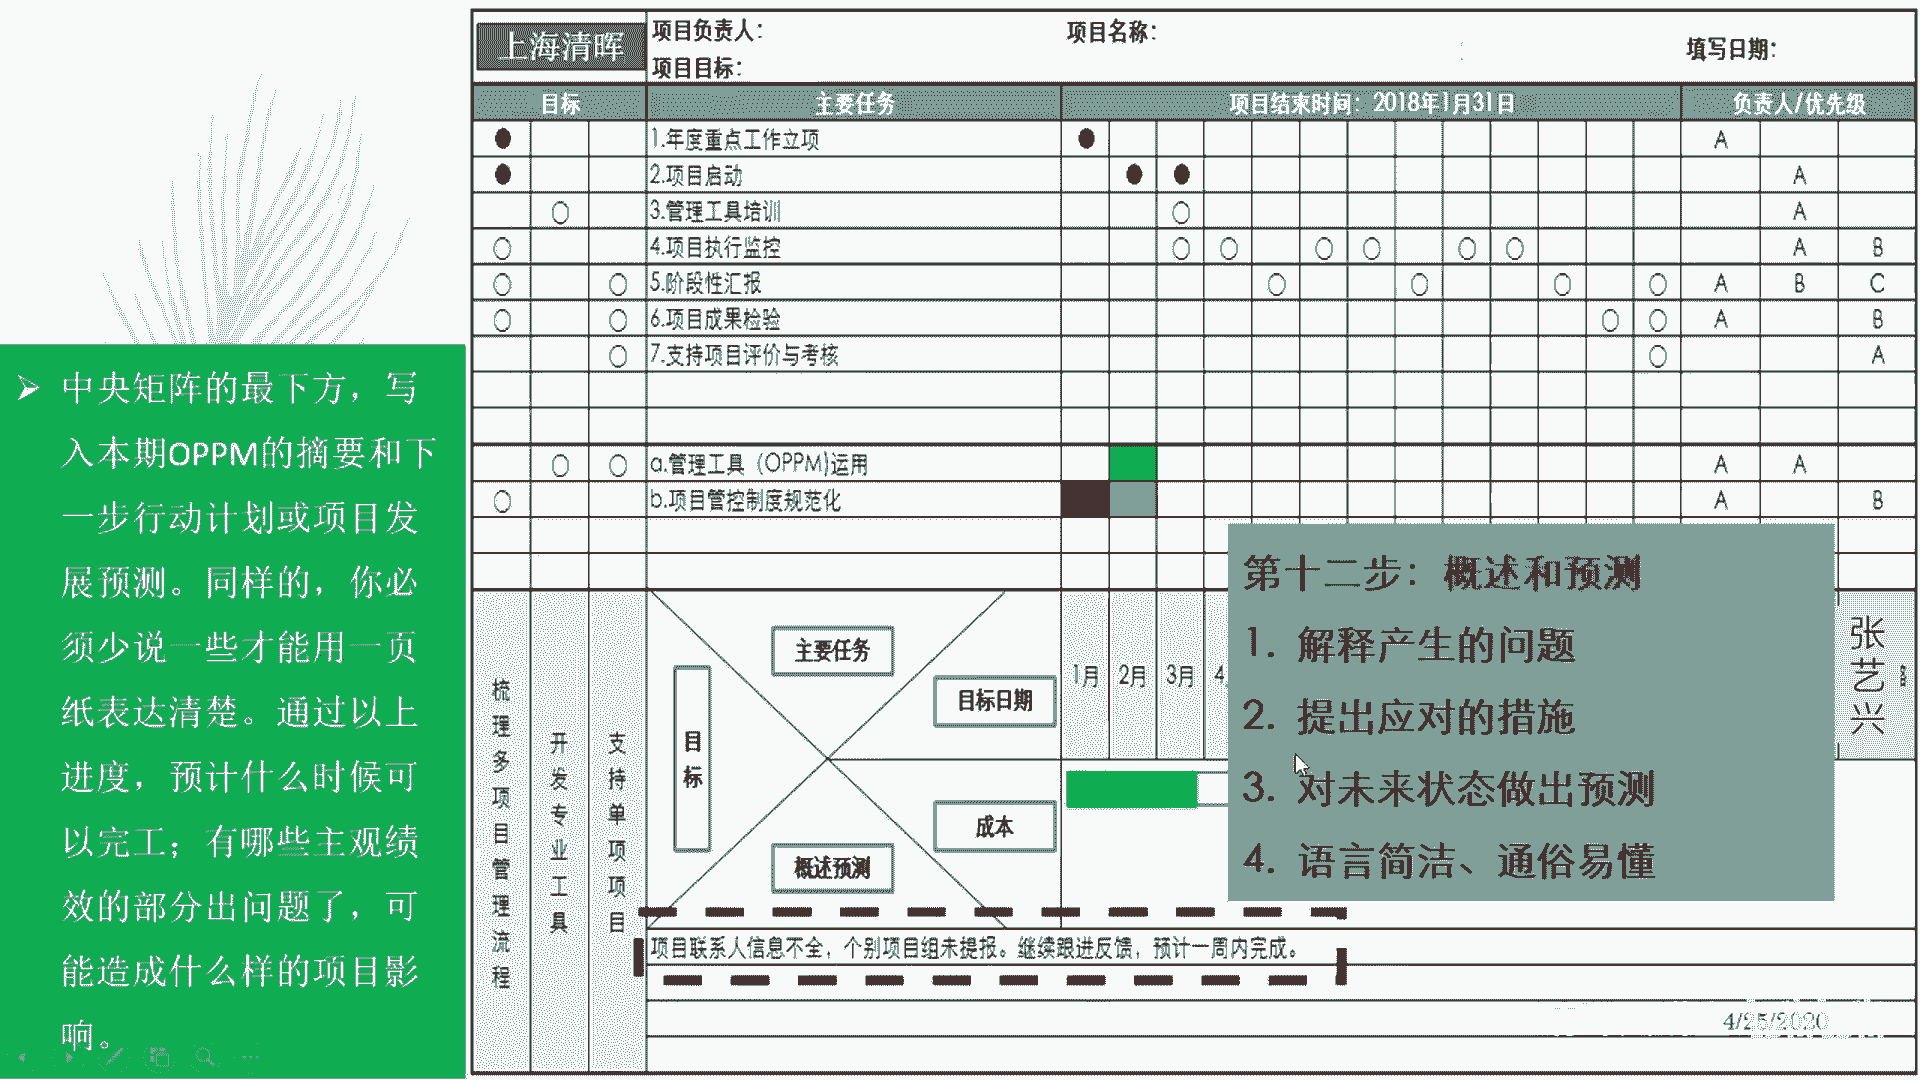 中央矩阵的最下方，写
入本期OPPM的摘要和下
一步行动计划或项目发
展预测。同样的，你必
须少说一些才能用一页
纸表达清楚。通过以上
进度，预计什么时候可
以完工；有哪些主观绩
效的部分出问题了，可
能造成什么样的项目影
响。
上海清晖
项目负责人：
项目名称：
项目目标：
填写日期：
目标
主要任务
项目结束时间：2018年1月31日
负责人/优先级
1.年度重点工作立项
A
2.项目启动
A
3.管理工具培训
A
4.项目执行监控
A B
5.阶段性汇报
A B C
6.项目成果检验
A B
7.支持项目评价与考核
A
a.管理工具（OPPM)运用
A A
b.项目管控制度规范化
A B
梳理多项目管理流程
开发专业工具
支持单项项目
目标
主要任务
目标日期
成本
概述预测
1月 2月 3月 4
第十二步：概述和预测
1. 解释产生的问题
2. 提出应对的措施
3. 对未来状态做出预测
4. 语言简洁、通俗易懂
张艺兴
项目联系人信息不全，个别项目组未提报。继续跟进反馈，预计一周内完成。
4/25/2020